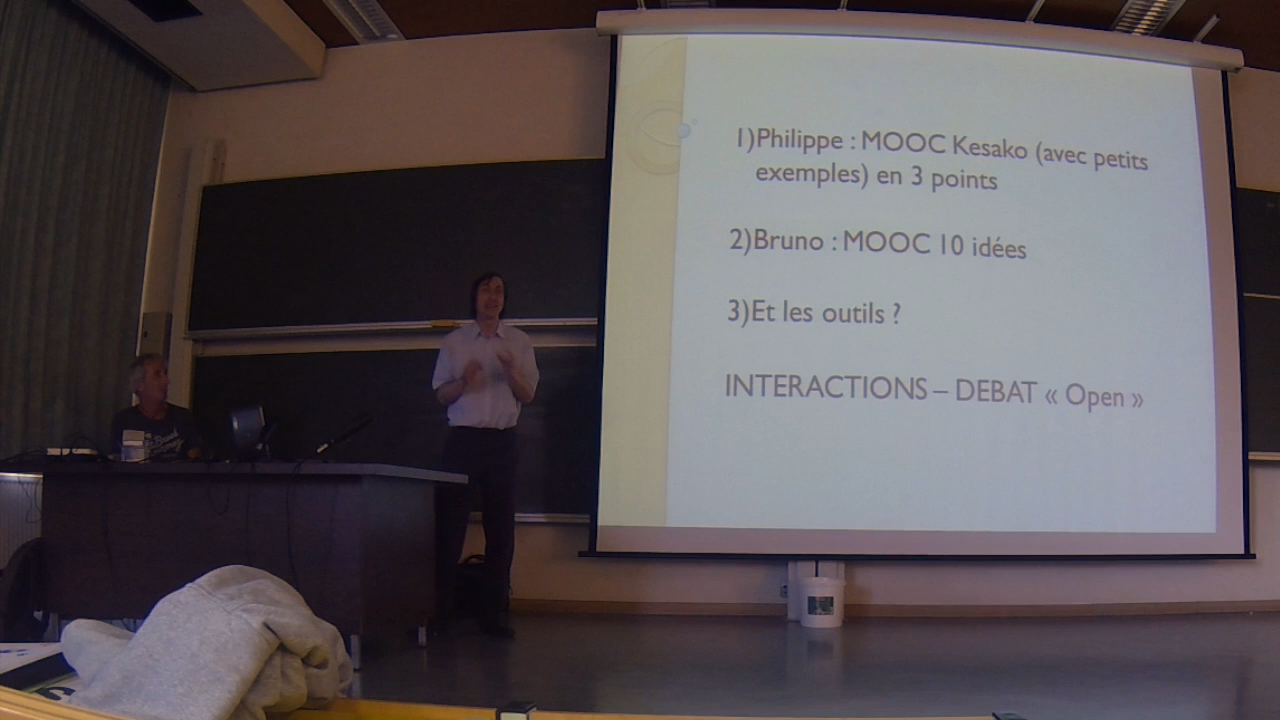 1)Philippe : MOOC Kesako (avec petits
exemples) en 3 points
2)Bruno : MOOC 10 idées
3)Et les outils ?
INTERACTIONS – DEBAT « Open »